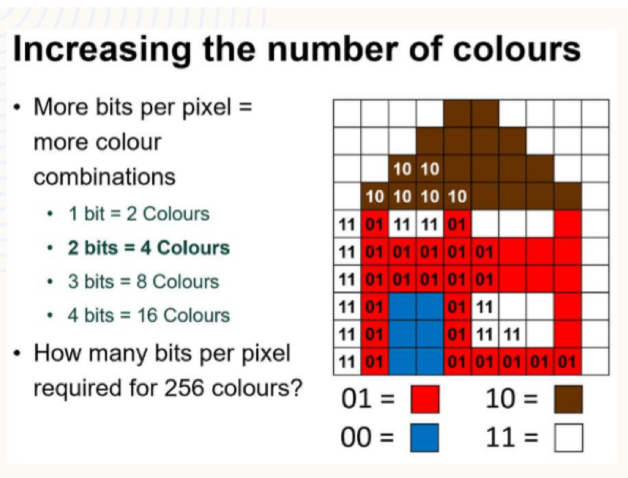 Increasing the number of colours
• More bits per pixel =
more colour
combinations
• 1 bit = 2 Colours
• 2 bits = 4 Colours
• 3 bits = 8 Colours
• 4 bits = 16 Colours
• How many bits per pixel
required for 256 colours?
10 10
10 10 10 10
11 01 11 11 01
11 01 01 01 01 01
11 01 01 01 01 01
11 01 01 11
11 01 01 11 11
11 01 01 01 01 01 01
01 = 10 =
00 = 11 =